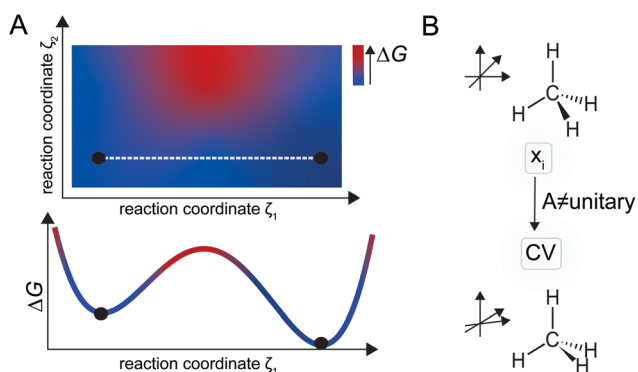 A
reaction coordinate ζ₂
ΔG
reaction coordinate ζ₁
ΔG
reaction coordinate ζ₁
B
H
C
H
H
H
xᵢ
A≠unitary
CV
H
C
H
H
H